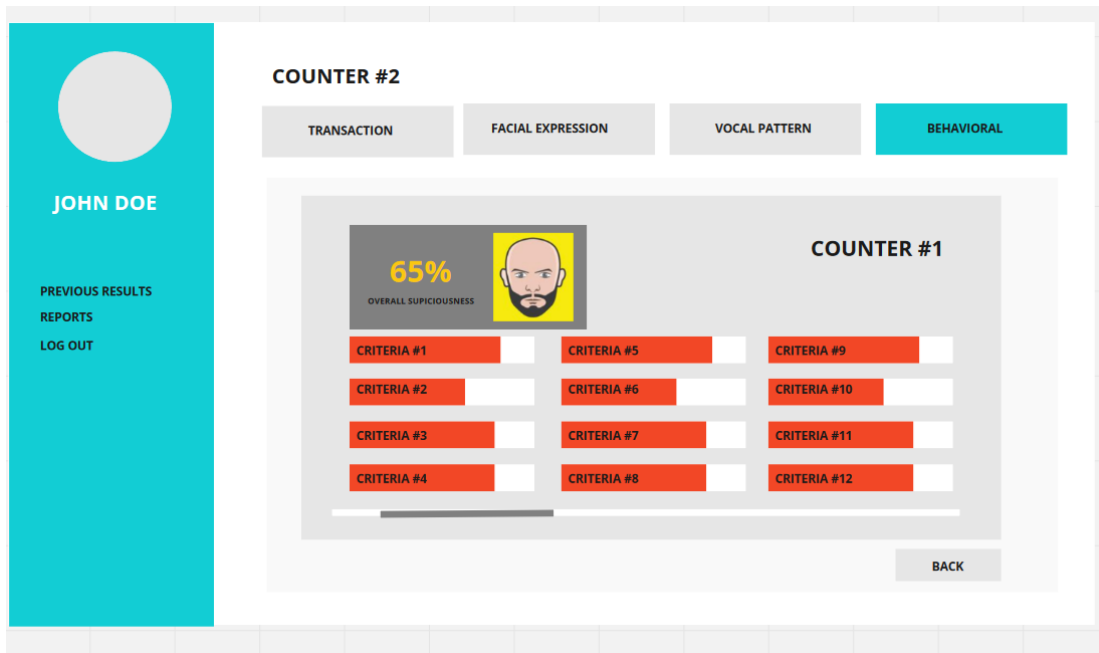 JOHN DOE
PREVIOUS RESULTS
REPORTS
LOG OUT
COUNTER #2
TRANSACTION
FACIAL EXPRESSION
VOCAL PATTERN
BEHAVIORAL
65%
OVERALL SUPICIOUSNESS
COUNTER #1
CRITERIA #1
CRITERIA #2
CRITERIA #3
CRITERIA #4
CRITERIA #5
CRITERIA #6
CRITERIA #7
CRITERIA #8
CRITERIA #9
CRITERIA #10
CRITERIA #11
CRITERIA #12
BACK